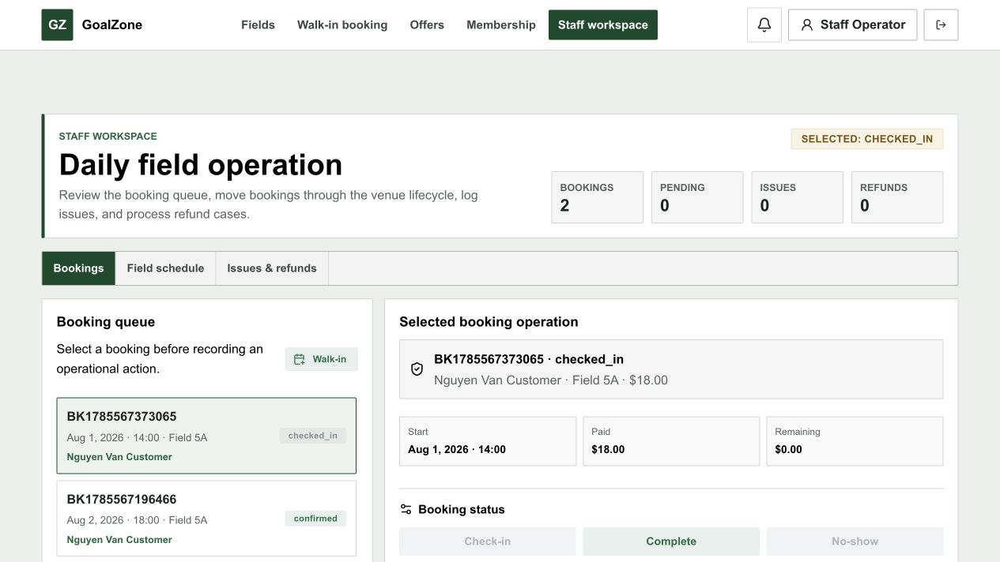 GZ GoalZone Fields Walk-in booking Offers Membership Staff workspace Staff Operator
STAFF WORKSPACE
SELECTED: CHECKED_IN
Daily field operation
Review the booking queue, move bookings through the venue lifecycle, log
issues, and process refund cases.
BOOKINGS PENDING ISSUES REFUNDS
2 0 0 0
Bookings Field schedule Issues & refunds
Booking queue
Select a booking before recording an
operational action.
Walk-in
BK1785567373065
Aug 1, 2026 · 14:00 · Field 5A
checked_in
Nguyen Van Customer
BK1785567196466
Aug 2, 2026 · 18:00 · Field 5A
confirmed
Nguyen Van Customer
Selected booking operation
BK1785567373065 · checked_in
Nguyen Van Customer · Field 5A · $18.00
Start Paid Remaining
Aug 1, 2026 · 14:00 $18.00 $0.00
Booking status
Check-in Complete No-show